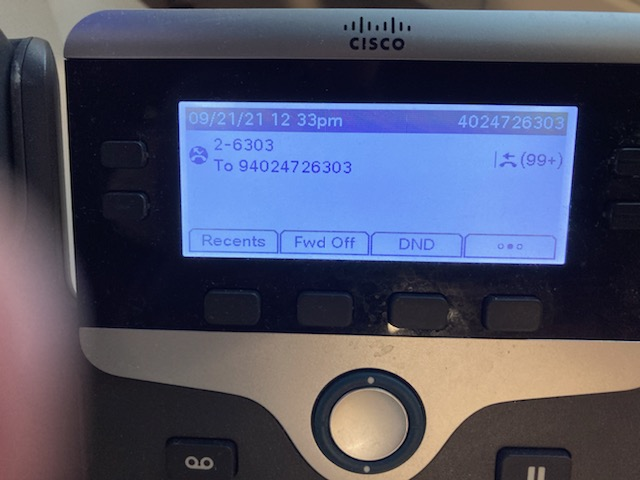 CISCO
09/21/21 12 33pm 4024726303
2-6303
(99+)
To 94024726303
Recents Fwd Off DND